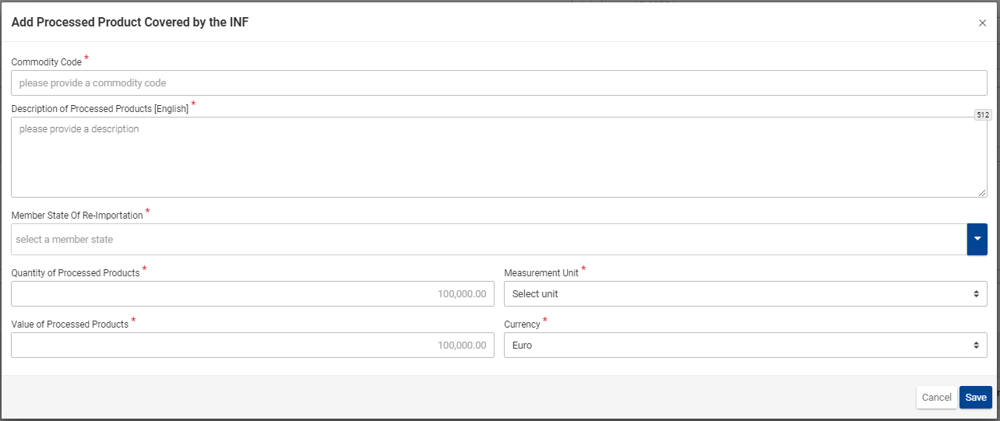 Add Processed Product Covered by the INF
×
Commodity Code *
please provide a commodity code
Description of Processed Products [English] *
512
please provide a description
Member State Of Re-Importation *
select a member state
Quantity of Processed Products * Measurement Unit *
100,000.00 Select unit
Value of Processed Products * Currency *
100,000.00 Euro
Cancel Save